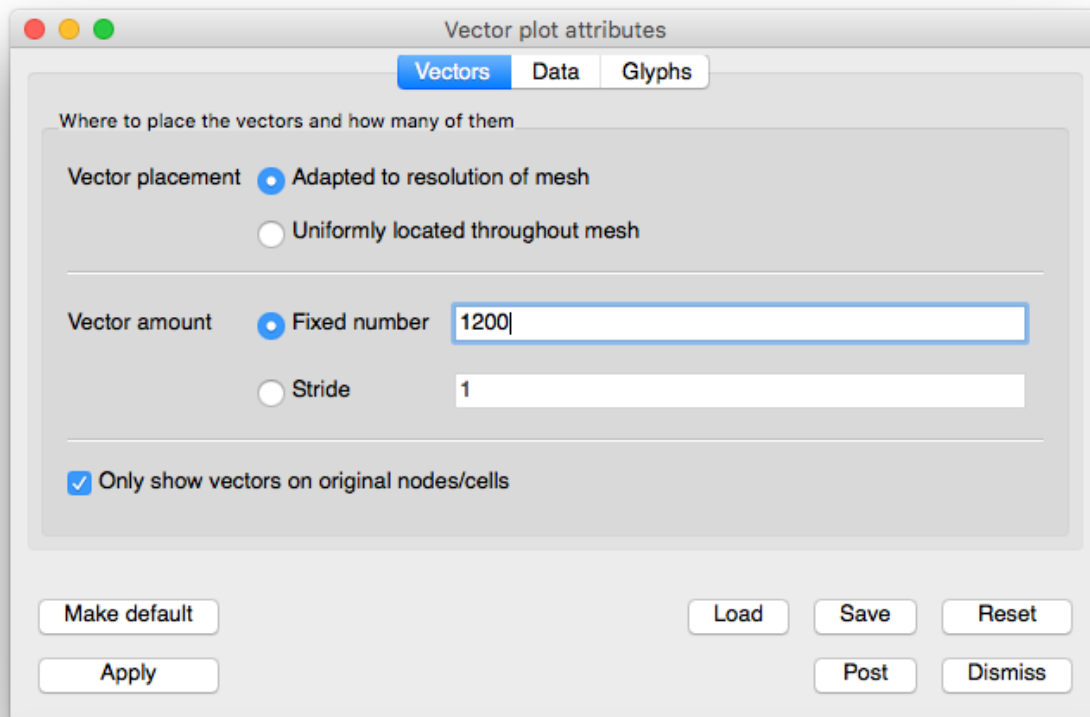 Vector plot attributes
Vectors Data Glyphs
Where to place the vectors and how many of them
Vector placement Adapted to resolution of mesh
Uniformly located throughout mesh
Vector amount Fixed number 1200
Stride 1
Only show vectors on original nodes/cells
Make default Load Save Reset
Apply Post Dismiss